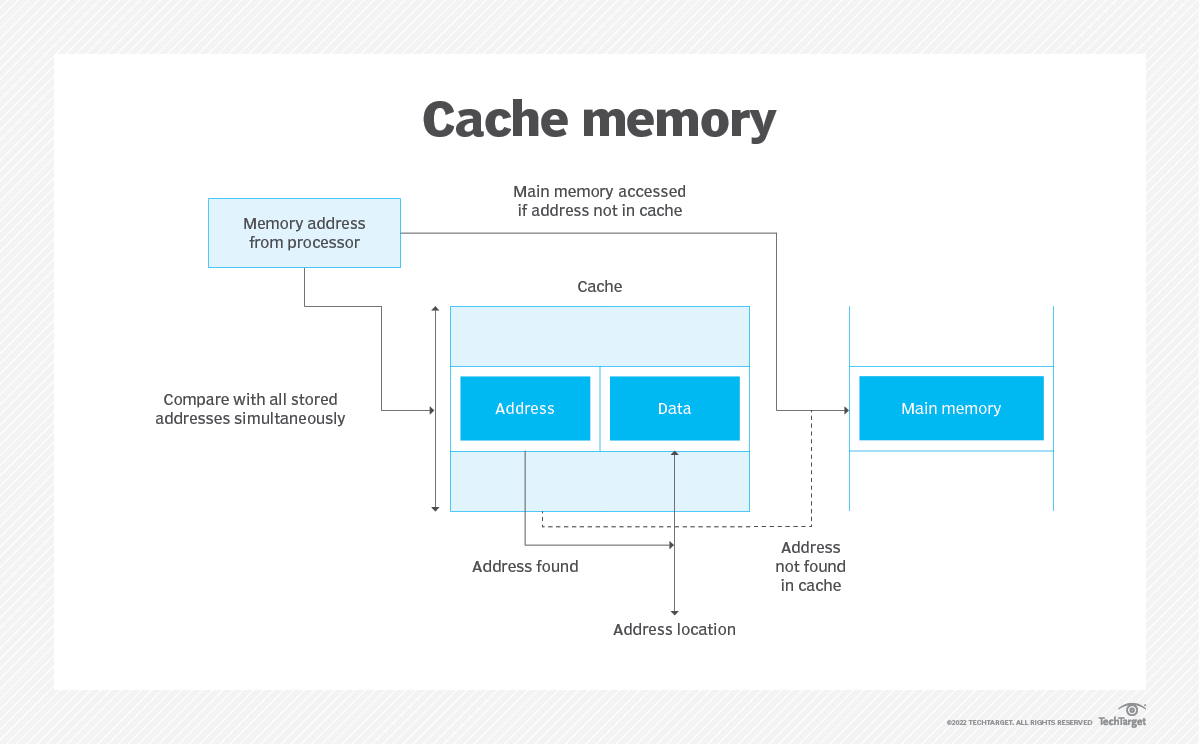 Cache memory
Main memory accessed
if address not in cache
Memory address
from processor
Cache
Compare with all stored
addresses simultaneously
Address
Data
Main memory
Address found
Address
not found
in cache
Address location
©2022 TECHTARGET. ALL RIGHTS RESERVED
TechTarget